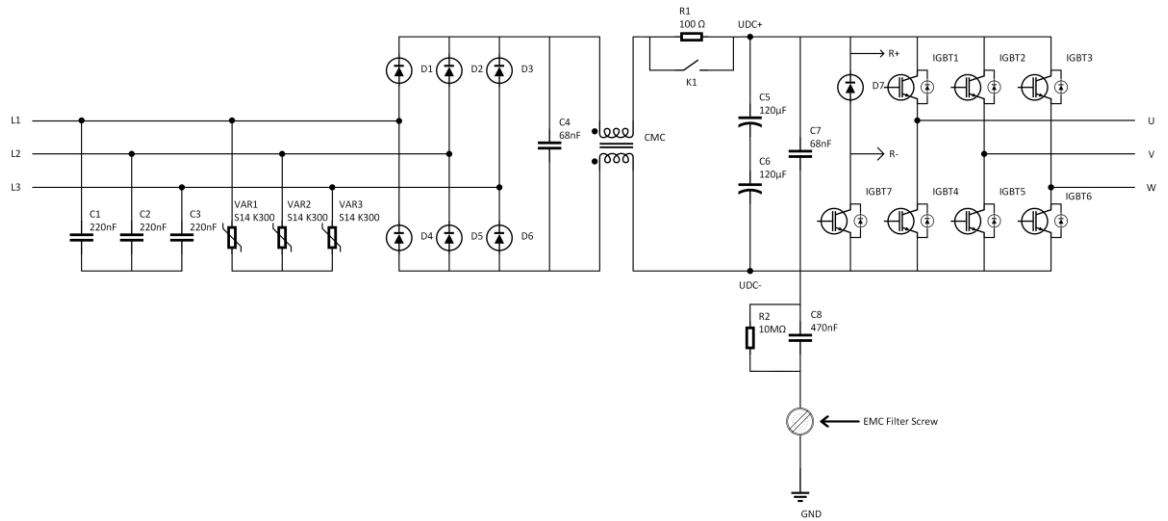 R1
100 Ω
UDC+
K1
D1
D2
D3
R+
D7
IGBT1
IGBT2
IGBT3
C5
120µF
C4
68nF
CMC
C7
68nF
L1
L2
L3
U
V
W
R-
C6
120µF
C1
220nF
C2
220nF
C3
220nF
VAR1
S14 K300
VAR2
S14 K300
VAR3
S14 K300
D4
D5
D6
IGBT7
IGBT4
IGBT5
IGBT6
UDC-
R2
10MΩ
C8
470nF
EMC Filter Screw
GND